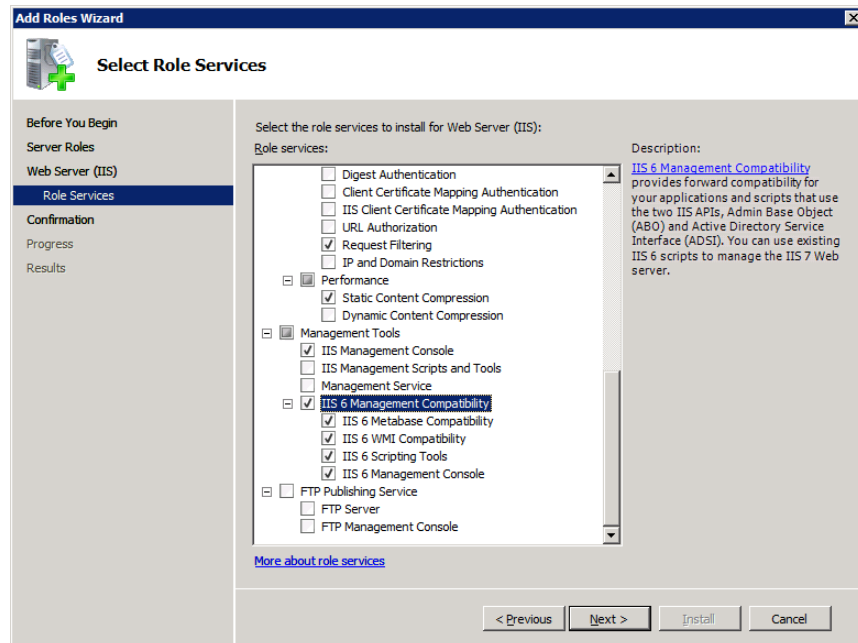 Add Roles Wizard
Select Role Services
Before You Begin
Server Roles
Web Server (IIS)
Role Services
Confirmation
Progress
Results
Select the role services to install for Web Server (IIS):
Role services:
Digest Authentication
Client Certificate Mapping Authentication
IIS Client Certificate Mapping Authentication
URL Authorization
Request Filtering
IP and Domain Restrictions
Performance
Static Content Compression
Dynamic Content Compression
Management Tools
IIS Management Console
IIS Management Scripts and Tools
Management Service
IIS 6 Management Compatibility
IIS 6 Metabase Compatibility
IIS 6 WMI Compatibility
IIS 6 Scripting Tools
IIS 6 Management Console
FTP Publishing Service
FTP Server
FTP Management Console
More about role services
Description:
IIS 6 Management Compatibility
provides forward compatibility for
your applications and scripts that use
the two IIS APIs, Admin Base Object
(ABO) and Active Directory Service
Interface (ADSI). You can use existing
IIS 6 scripts to manage the IIS 7 Web
server.
< Previous
Next >
Install
Cancel